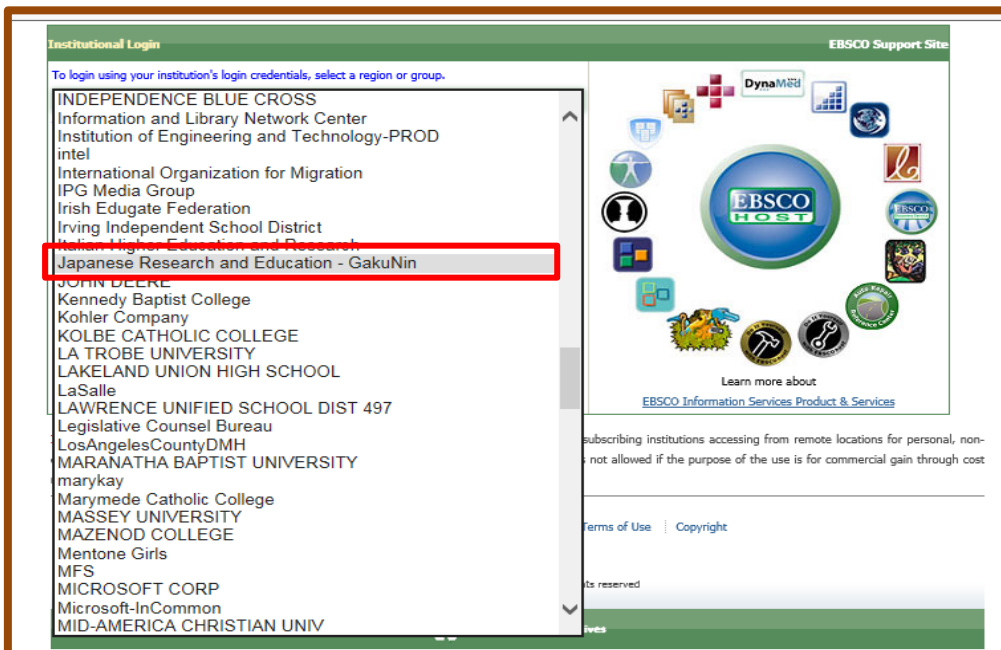 Institutional Login
EBSCO Support Site
To login using your institution's login credentials, select a region or group.
INDEPENDENCE BLUE CROSS
Information and Library Network Center
Institution of Engineering and Technology-PROD
intel
International Organization for Migration
IPG Media Group
Irish Edugate Federation
Irving Independent School District
Italian Higher Education and Research
Japanese Research and Education - GakuNin
JOHN DEERE
Kennedy Baptist College
Kohler Company
KOLBE CATHOLIC COLLEGE
LA TROBE UNIVERSITY
LAKELAND UNION HIGH SCHOOL
LaSalle
LAWRENCE UNIFIED SCHOOL DIST 497
Legislative Counsel Bureau
LosAngelesCountyDMH
MARANATHA BAPTIST UNIVERSITY
marykay
Marymede Catholic College
MASSEY UNIVERSITY
MAZENOD COLLEGE
Mentone Girls
MFS
MICROSOFT CORP
Microsoft-InCommon
MID-AMERICA CHRISTIAN UNIV
DynaMed
EBSCO
HOST
EBSCO
Auto Repair
Reference Center
Learn more about
EBSCO Information Services Product & Services
subscribing institutions accessing from remote locations for personal, non-
not allowed if the purpose of the use is for commercial gain through cost
Terms of Use
Copyright
reserved